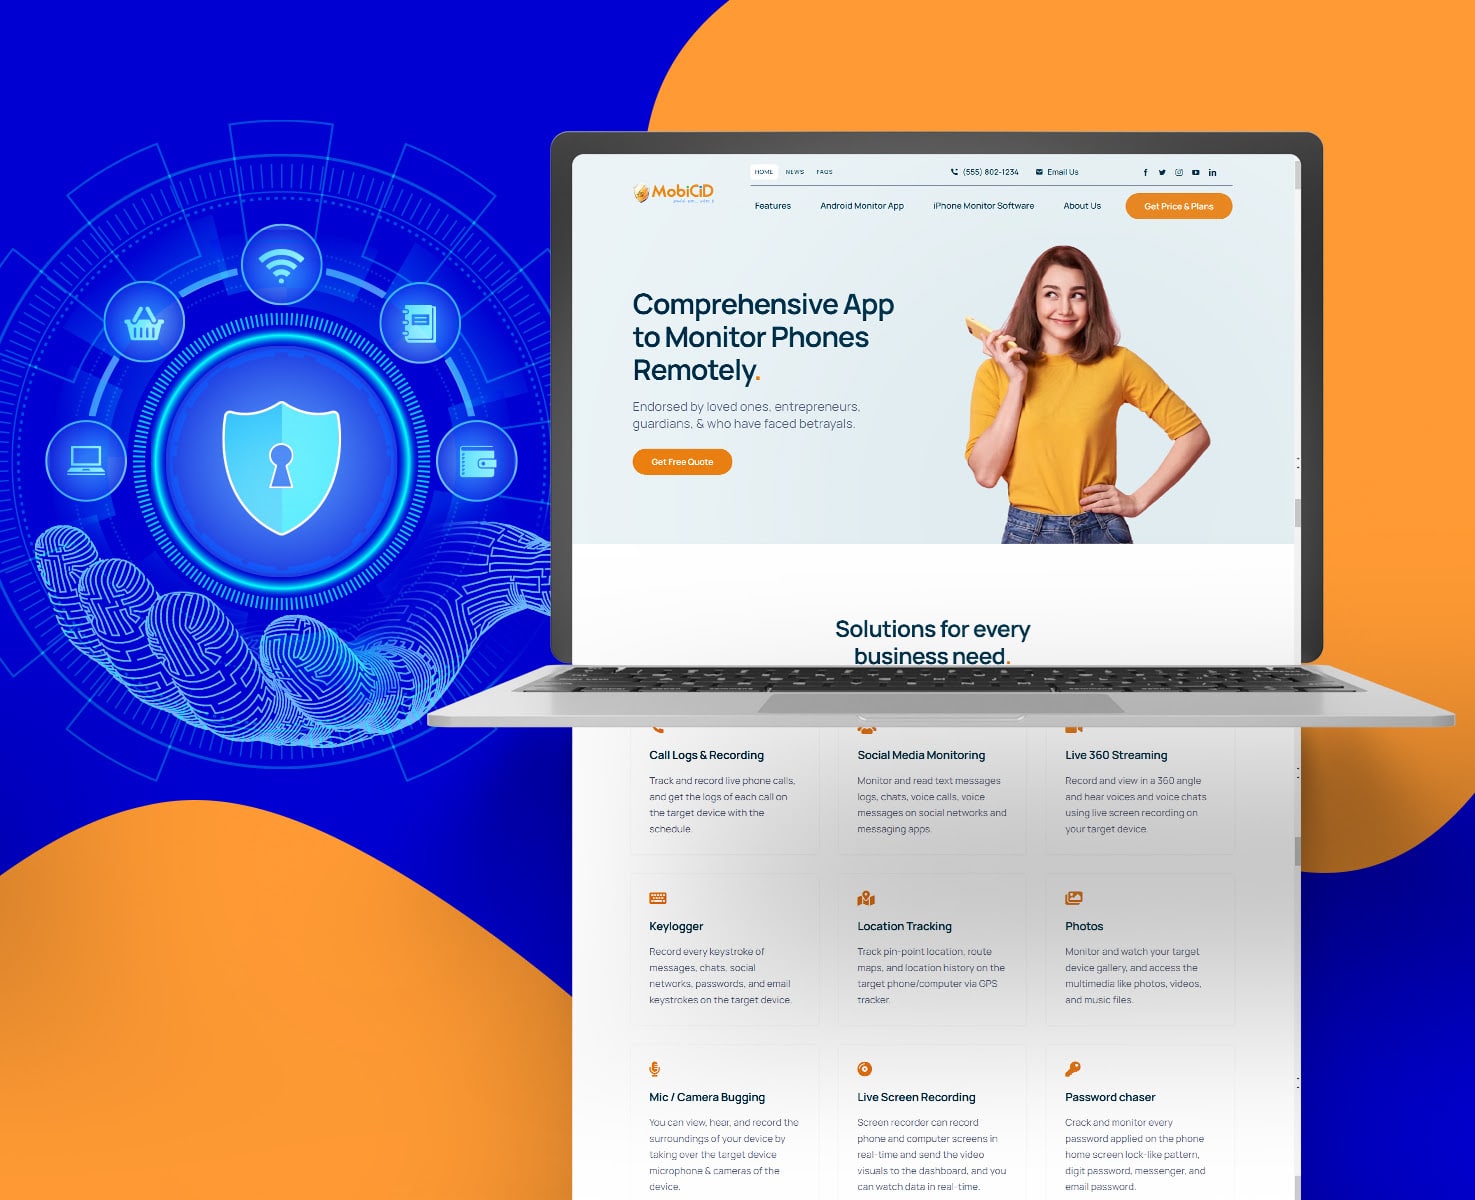 HOME NEWS FAQS (555) 802-1234 Email Us
MobiCiD
Features Android Monitor App iPhone Monitor Software About Us Get Price & Plans
Comprehensive App
to Monitor Phones
Remotely.
Endorsed by loved ones, entrepreneurs,
guardians, & who have faced betrayals.
Get Free Quote
Solutions for every
business need.
Call Logs & Recording
Track and record live phone calls,
and get the logs of each call on
the target device with the
schedule.
Social Media Monitoring
Monitor and read text messages
logs, chats, voice calls, voice
messages on social networks and
messaging apps.
Live 360 Streaming
Record and view in a 360 angle
and hear voices and voice chats
using live screen recording on
your target device.
Keylogger
Record every keystroke of
messages, chats, social
networks, passwords, and email
keystrokes on the target device.
Location Tracking
Track pin-point location, route
maps, and location history on the
target phone/computer via GPS
tracker.
Photos
Monitor and watch your target
device gallery, and access the
multimedia like photos, videos,
and music files.
Mic / Camera Bugging
You can view, hear, and record the
surroundings of your device by
taking over the target device
microphone & cameras of the
device.
Live Screen Recording
Screen recorder can record
phone and computer screens in
real-time and send the video
visuals to the dashboard, and you
can watch data in real-time.
Password chaser
Crack and monitor every
password applied on the phone
home screen lock-like pattern,
digit password, messenger, and
email password.